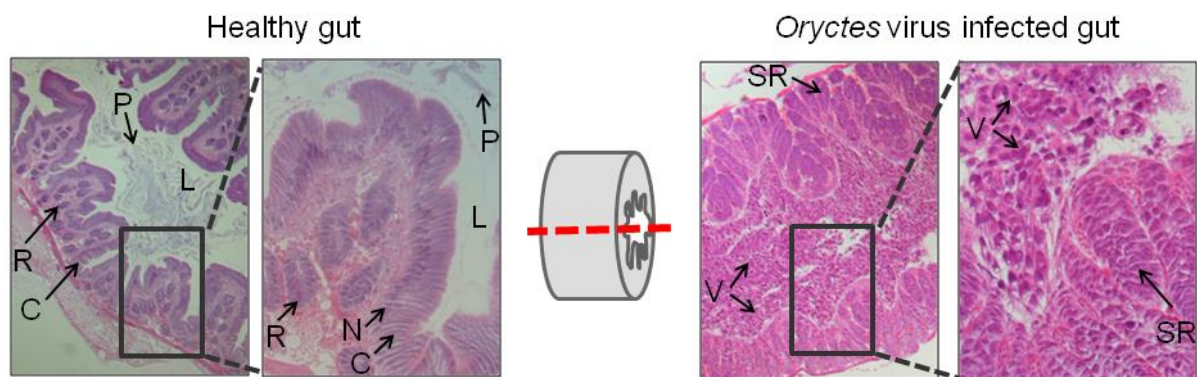 Healthy gut
Oryctes virus infected gut
P
L
R
C
P
L
R
N
C
SR
V
V
SR